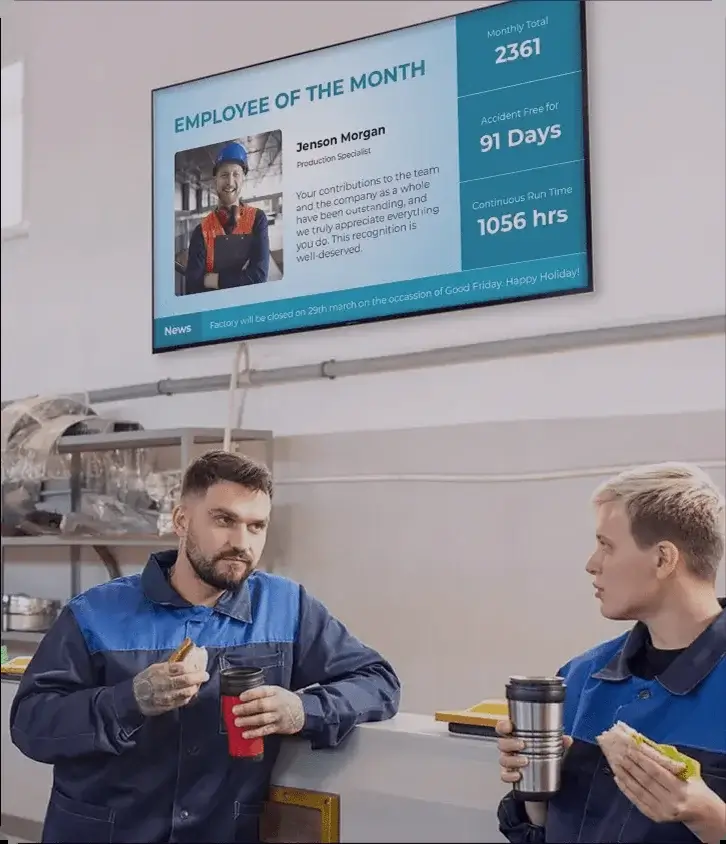 EMPLOYEE OF THE MONTH
Jenson Morgan
Production Specialist
Your contributions to the team
and the company as a whole
have been outstanding, and
we truly appreciate everything
you do. This recognition is
well-deserved.
Monthly Total
2361
Accident Free for
91 Days
Continuous Run Time
1056 hrs
News
Factory will be closed on 29th march on the occassion of Good Friday. Happy Holiday!